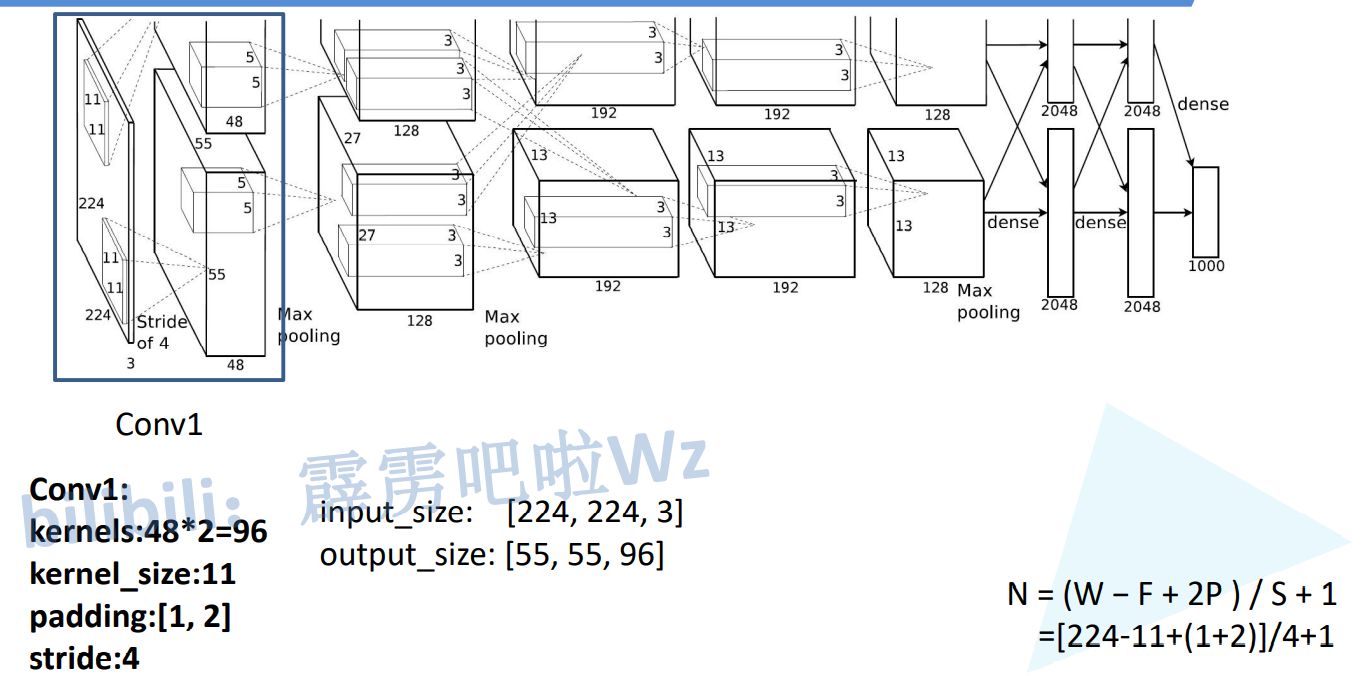 11
11
5
5
48
55
3
3
3
27
128
3
3
192
3
3
192
128
2048
2048
dense
224
11
11
224
Stride
of 4
3
5
5
55
48
Max
pooling
3
3
27
3
3
128
Max
pooling
13
13
3
3
192
13
13
3
3
192
13
13
128
Max
pooling
dense
2048
dense
2048
1000
Conv1
bilibili: 霹雳吧啦Wz
Conv1:
kernels:48*2=96
kernel_size:11
padding:[1, 2]
stride:4
input_size: [224, 224, 3]
output_size: [55, 55, 96]
N = (W − F + 2P ) / S + 1
=[224-11+(1+2)]/4+1